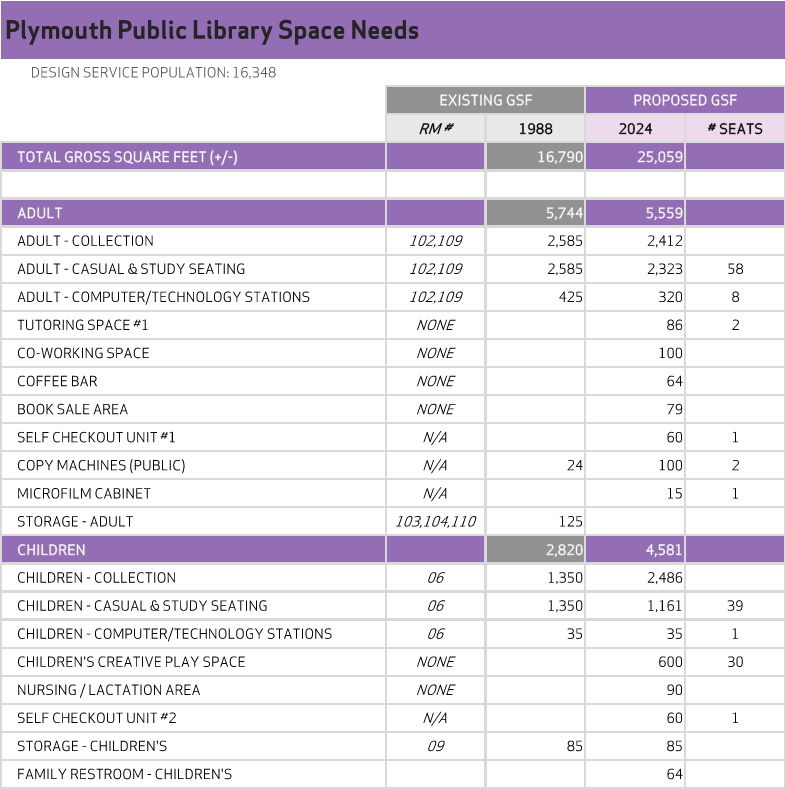 Plymouth Public Library Space Needs
DESIGN SERVICE POPULATION: 16,348
EXISTING GSF PROPOSED GSF
RM # 1988 2024 # SEATS
TOTAL GROSS SQUARE FEET (+/-) 16,790 25,059
ADULT 5,744 5,559
ADULT - COLLECTION 102,109 2,585 2,412
ADULT - CASUAL & STUDY SEATING 102,109 2,585 2,323 58
ADULT - COMPUTER/TECHNOLOGY STATIONS 102,109 425 320 8
TUTORING SPACE #1 NONE 86 2
CO-WORKING SPACE NONE 100
COFFEE BAR NONE 64
BOOK SALE AREA NONE 79
SELF CHECKOUT UNIT #1 N/A 60 1
COPY MACHINES (PUBLIC) N/A 24 100 2
MICROFILM CABINET N/A 15 1
STORAGE - ADULT 103,104,110 125
CHILDREN 2,820 4,581
CHILDREN - COLLECTION 06 1,350 2,486
CHILDREN - CASUAL & STUDY SEATING 06 1,350 1,161 39
CHILDREN - COMPUTER/TECHNOLOGY STATIONS 06 35 35 1
CHILDREN'S CREATIVE PLAY SPACE NONE 600 30
NURSING / LACTATION AREA NONE 90
SELF CHECKOUT UNIT #2 N/A 60 1
STORAGE - CHILDREN'S 09 85 85
FAMILY RESTROOM - CHILDREN'S 64